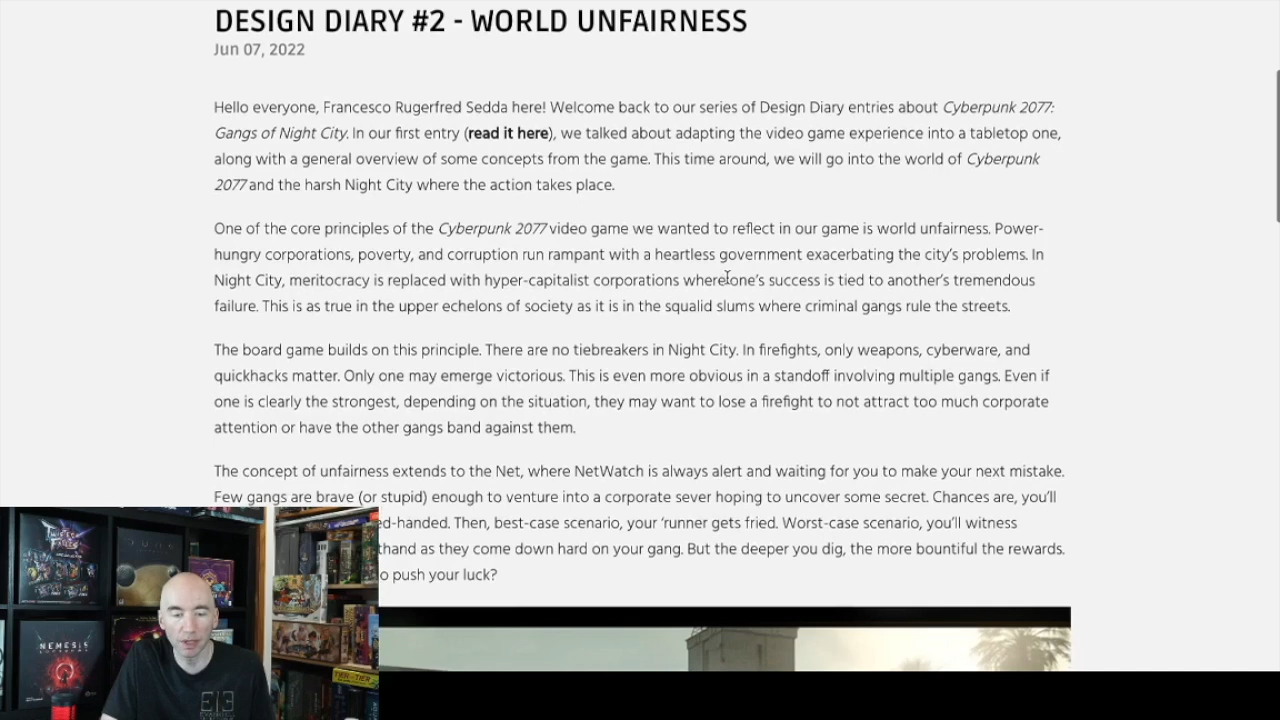 DESIGN DIARY #2 - WORLD UNFAIRNESS
Jun 07, 2022
Hello everyone, Francesco Rugerfred Sedda here! Welcome back to our series of Design Diary entries about Cyberpunk 2077:
Gangs of Night City. In our first entry (read it here), we talked about adapting the video game experience into a tabletop one,
along with a general overview of some concepts from the game. This time around, we will go into the world of Cyberpunk
2077 and the harsh Night City where the action takes place.
One of the core principles of the Cyberpunk 2077 video game we wanted to reflect in our game is world unfairness. Power-
hungry corporations, poverty, and corruption run rampant with a heartless government exacerbating the city's problems. In
Night City, meritocracy is replaced with hyper-capitalist corporations where one's success is tied to another's tremendous
failure. This is as true in the upper echelons of society as it is in the squalid slums where criminal gangs rule the streets.
The board game builds on this principle. There are no tiebreakers in Night City. In firefights, only weapons, cyberware, and
quickhacks matter. Only one may emerge victorious. This is even more obvious in a standoff involving multiple gangs. Even if
one is clearly the strongest, depending on the situation, they may want to lose a firefight to not attract too much corporate
attention or have the other gangs band against them.
The concept of unfairness extends to the Net, where NetWatch is always alert and waiting for you to make your next mistake.
Few gangs are brave (or stupid) enough to venture into a corporate sever hoping to uncover some secret. Chances are, you'll
ed-handed. Then, best-case scenario, your 'runner gets fried. Worst-case scenario, you'll witness
thand as they come down hard on your gang. But the deeper you dig, the more bountiful the rewards.
o push your luck?
DUNE
NEMESIS